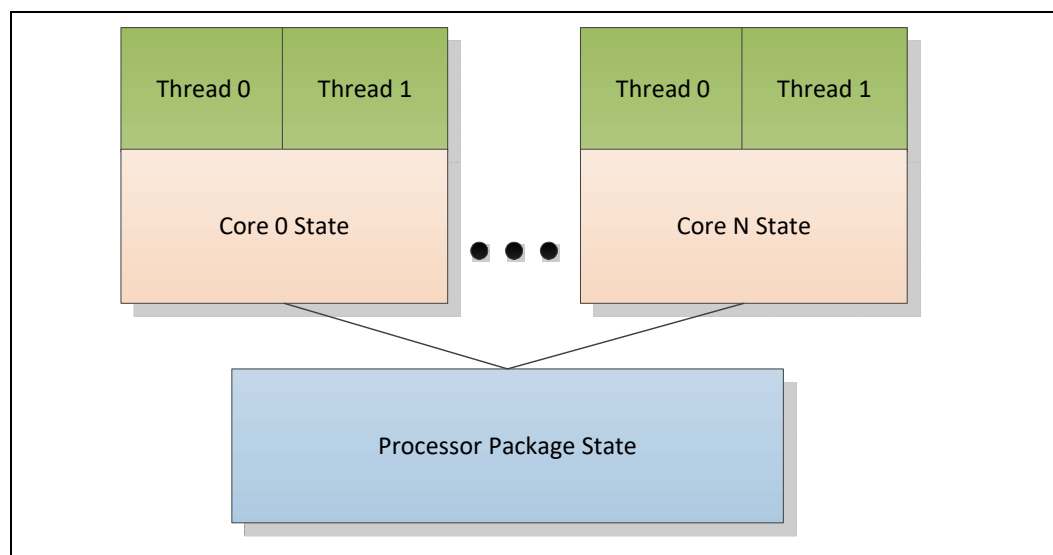 Thread 0
Thread 1
Thread 0
Thread 1
Core 0 State
Core N State
Processor Package State